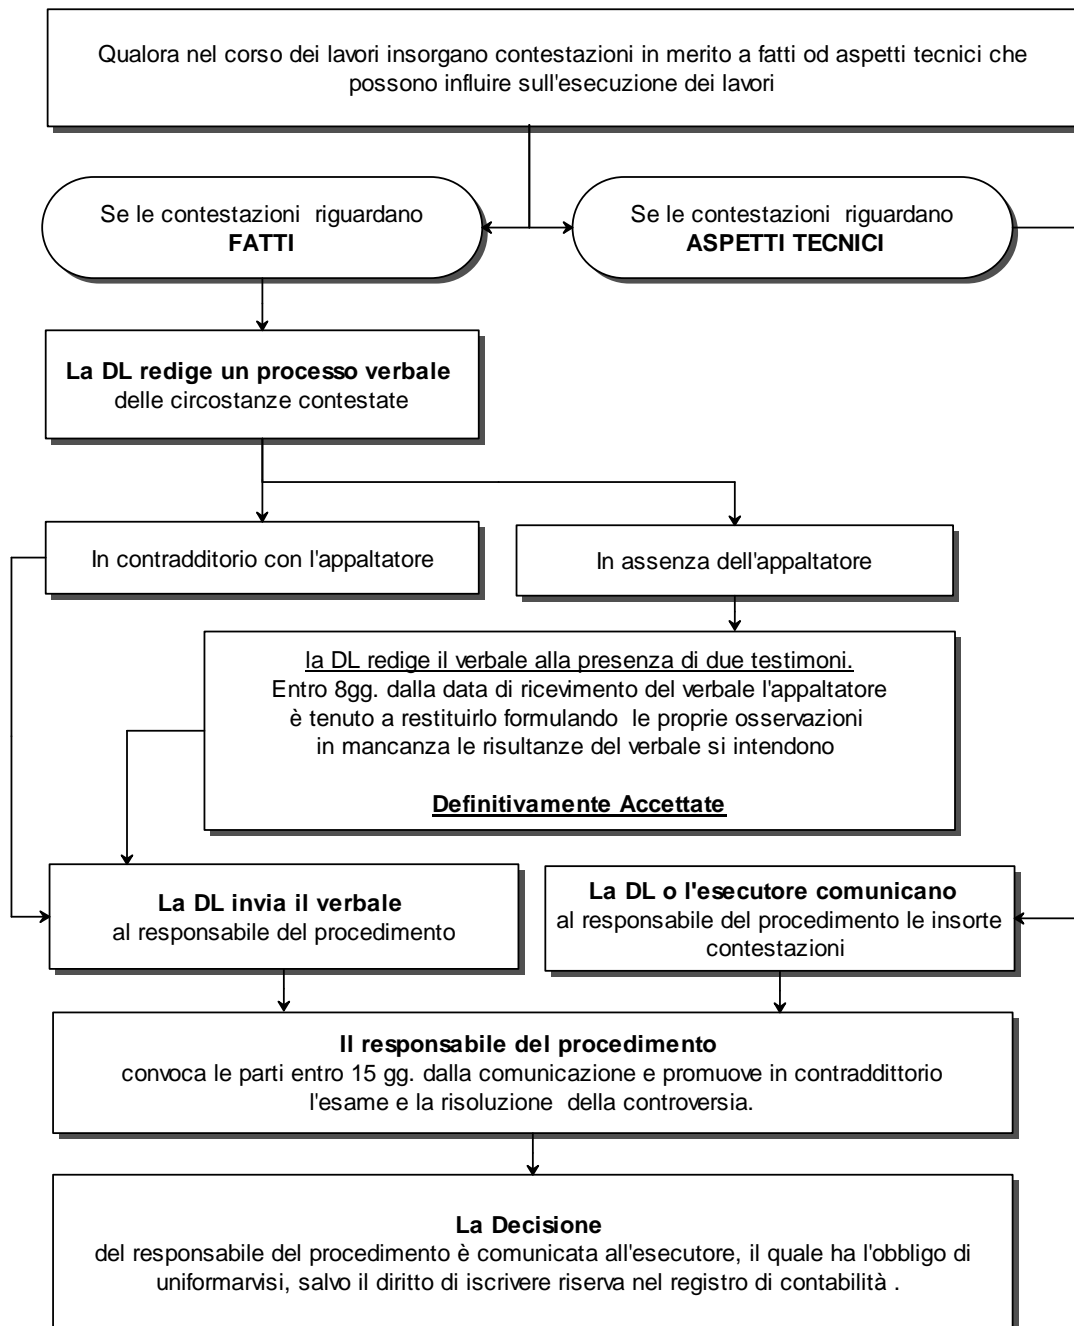 Qualora nel corso dei lavori insorgano contestazioni in merito a fatti od aspetti tecnici che
possono influire sull'esecuzione dei lavori
Se le contestazioni riguardano
FATTI
Se le contestazioni riguardano
ASPETTI TECNICI
La DL redige un processo verbale
delle circostanze contestate
In contradditorio con l'appaltatore
In assenza dell'appaltatore
la DL redige il verbale alla presenza di due testimoni.
Entro 8gg. dalla data di ricevimento del verbale l'appaltatore
è tenuto a restituirlo formulando le proprie osservazioni
in mancanza le risultanze del verbale si intendono
Definitivamente Accettate
La DL invia il verbale
al responsabile del procedimento
La DL o l'esecutore comunicano
al responsabile del procedimento le insorte
contestazioni
Il responsabile del procedimento
convoca le parti entro 15 gg. dalla comunicazione e promuove in contraddittorio
l'esame e la risoluzione della controversia.
La Decisione
del responsabile del procedimento è comunicata all'esecutore, il quale ha l'obbligo di
uniformarvisi, salvo il diritto di iscrivere riserva nel registro di contabilità .